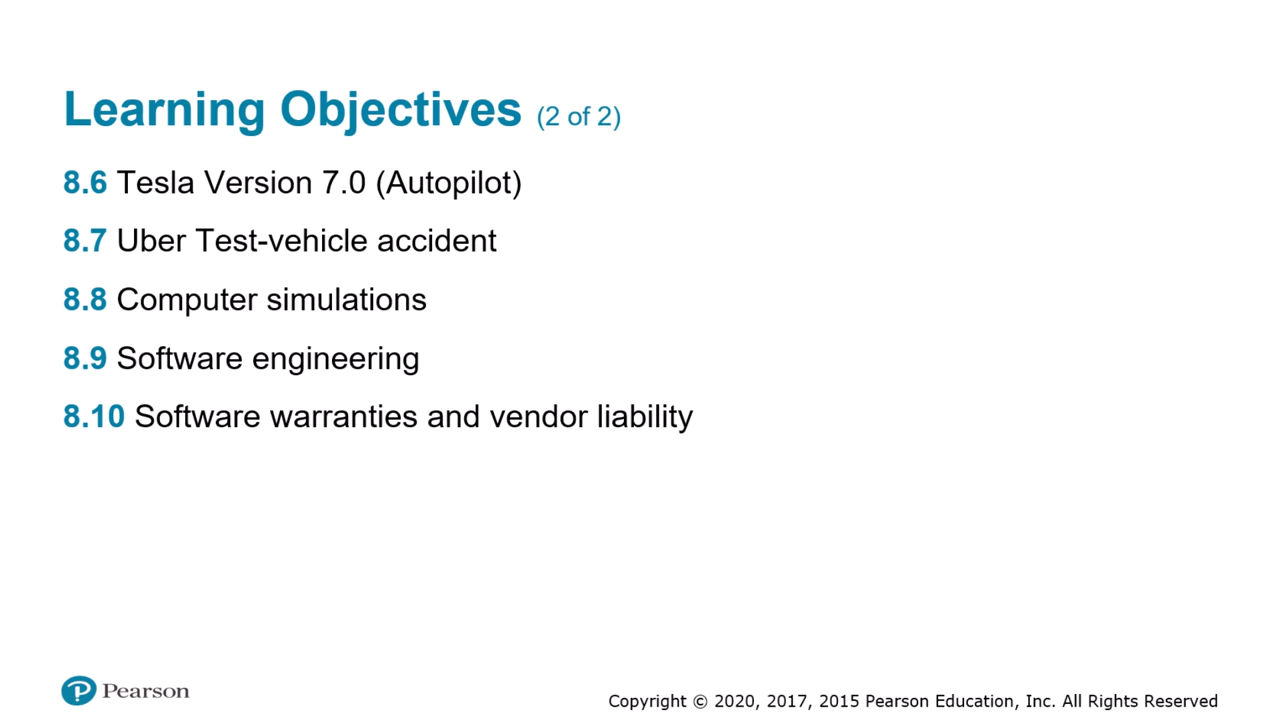 Learning Objectives (2 of 2)
8.6 Tesla Version 7.0 (Autopilot)
8.7 Uber Test-vehicle accident
8.8 Computer simulations
8.9 Software engineering
8.10 Software warranties and vendor liability
Pearson
Copyright © 2020, 2017, 2015 Pearson Education, Inc. All Rights Reserved